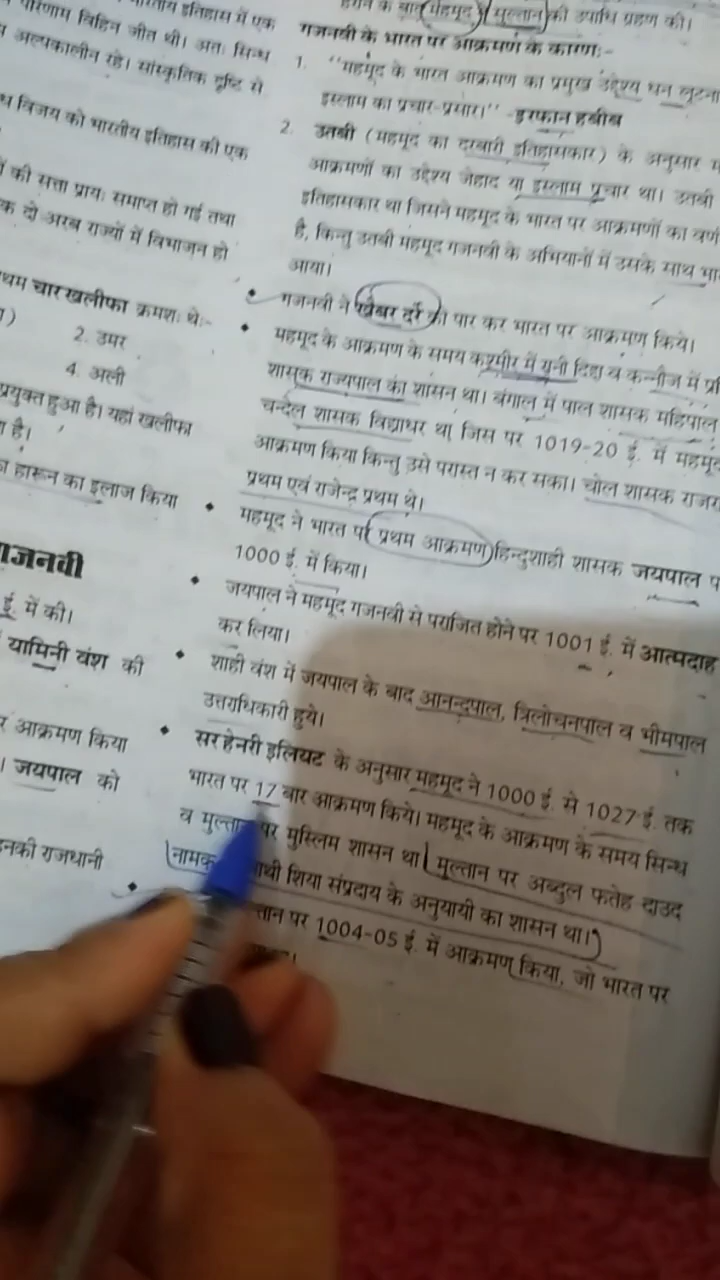 इतिहास में एक
विहिन जीत थी। अतः सिन्ध
अल्पकालीन रहे। सांस्कृतिक दृष्टि से
विजय को भारतीय इतिहास की एक
की सत्ता प्रायः समाप्त हो गई तथा
दो अरब राज्यों में विभाजन हो
चार खलीफा क्रमशः थे:-
2. उमर
4. अली
प्रयुक्त हुआ है। यहां खलीफा
है।
हारून का इलाज किया
गजनवी
ई. में की।
यामिनी वंश की
आक्रमण किया
। जयपाल को
इनकी राजधानी
महमूद सुल्तान की उपाधि ग्रहण की।
गजनवी के भारत पर आक्रमण के कारण:-
1. "महमूद के भारत आक्रमण का प्रमुख उद्देश्य धन लूटना
इस्लाम का प्रचार-प्रसार।" -इरफान हबीब
2. उतबी (महमूद का दरबारी इतिहासकार) के अनुसार
आक्रमणों का उद्देश्य जेहाद या इस्लाम प्रचार था। उतबी
इतिहासकार था जिसने महमूद के भारत पर आक्रमणों का
है, किन्तु उतबी महमूद गजनवी के अभियानों में उसके साथ
आया।
• गजनवी ने खैबर दर्रे को पार कर भारत पर आक्रमण किये।
• महमूद के आक्रमण के समय कश्मीर में रानी दिद्दा व कन्नौज में
शासक राज्यपाल का शासन था। बंगाल में पाल शासक महिपाल
चन्देल शासक विद्याधर था जिस पर 1019-20 ई. में महमूद
आक्रमण किया किन्तु उसे परास्त न कर सका। चोल शासक
प्रथम एवं राजेन्द्र प्रथम थे।
• महमूद ने भारत पर प्रथम आक्रमण हिन्दुशाही शासक जयपाल
1000 ई. में किया।
• जयपाल ने महमूद गजनवी से पराजित होने पर 1001 ई. में आत्मदाह
कर लिया।
• शाही वंश में जयपाल के बाद आनन्दपाल, त्रिलोचनपाल व भीमपाल
उत्तराधिकारी हुये।
• सर हेनरी इलियट के अनुसार महमूद ने 1000 ई. से 1027 ई. तक
भारत पर 17 बार आक्रमण किये। महमूद के आक्रमण के समय सिन्ध
व मुल्तान पर मुस्लिम शासन था। मुल्तान पर अब्दुल फतेह दाउद
नामक शिया संप्रदाय के अनुयायी का शासन था।
पर 1004-05 ई. में आक्रमण किया, जो भारत पर